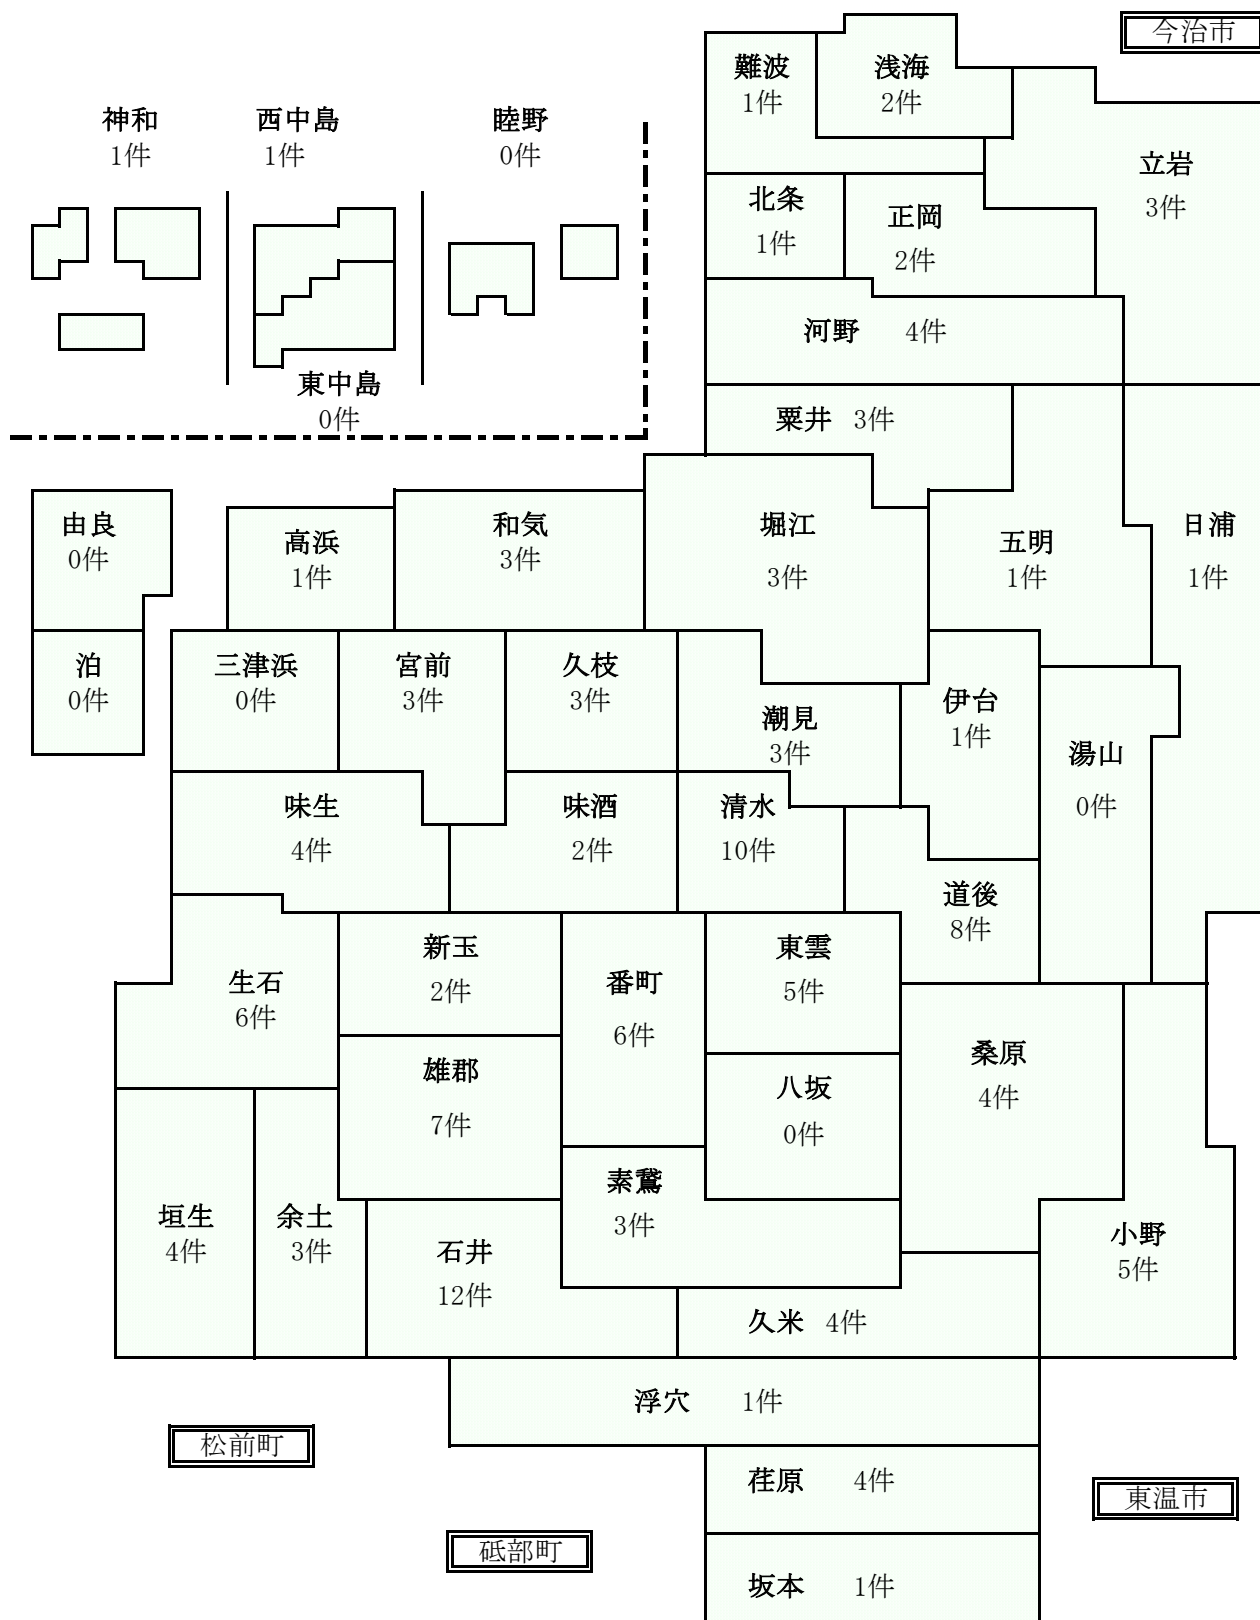 今治市
難波
1件
浅海
2件
神和
1件
西中島
1件
睦野
0件
立岩
3件
北条
1件
正岡
2件
河野 4件
東中島
0件
粟井 3件
由良
0件
高浜
1件
和気
3件
堀江
3件
五明
1件
日浦
1件
泊
0件
三津浜
0件
宮前
3件
久枝
3件
潮見
3件
伊台
1件
湯山
0件
味生
4件
味酒
2件
清水
10件
道後
8件
生石
6件
新玉
2件
番町
6件
東雲
5件
桑原
4件
雄郡
7件
八坂
0件
素鵞
3件
垣生
4件
余土
3件
石井
12件
小野
5件
久米 4件
浮穴 1件
松前町
荏原 4件
東温市
砥部町
坂本 1件